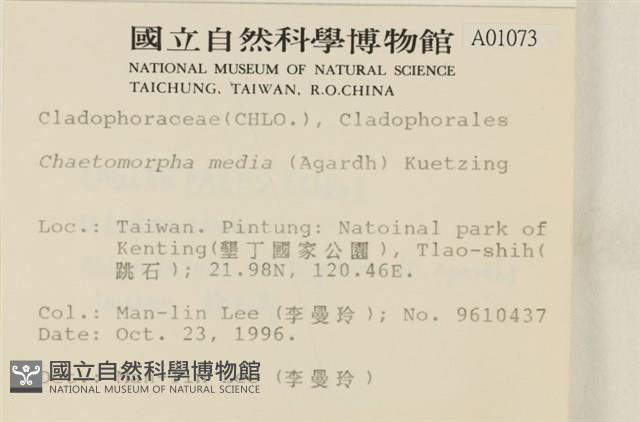 國立自然科學博物館 A01073
NATIONAL MUSEUM OF NATURAL SCIENCE
TAICHUNG, TAIWAN, R.O.CHINA
Cladophoraceae(CHLO.), Cladophorales
Chaetomorpha media (Agardh) Kuetzing
Loc.: Taiwan. Pintung: Natoinal park of
Kenting(墾丁國家公園), Tlao-shih(
跳石); 21.98N, 120.46E.
Col.: Man-lin Lee (李曼玲); No. 9610437
Date: Oct. 23, 1996.
(李曼玲)
國立自然科學博物館
NATIONAL MUSEUM OF NATURAL SCIENCE